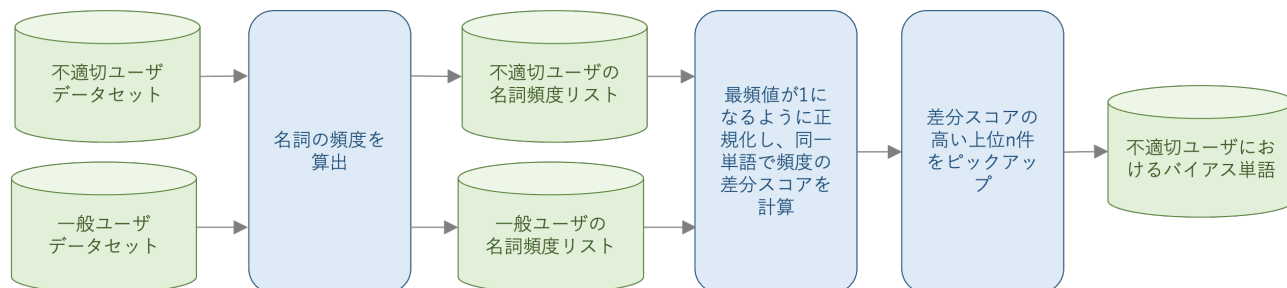 不適切ユーザ
データセット
一般ユーザ
データセット
名詞の頻度を
算出
不適切ユーザの
名詞頻度リスト
一般ユーザの
名詞頻度リスト
最頻値が1に
なるように正
規化し、同一
単語で頻度の
差分スコアを
計算
差分スコアの
高い上位n件
をピックアッ
プ
不適切ユーザにお
けるバイアス単語